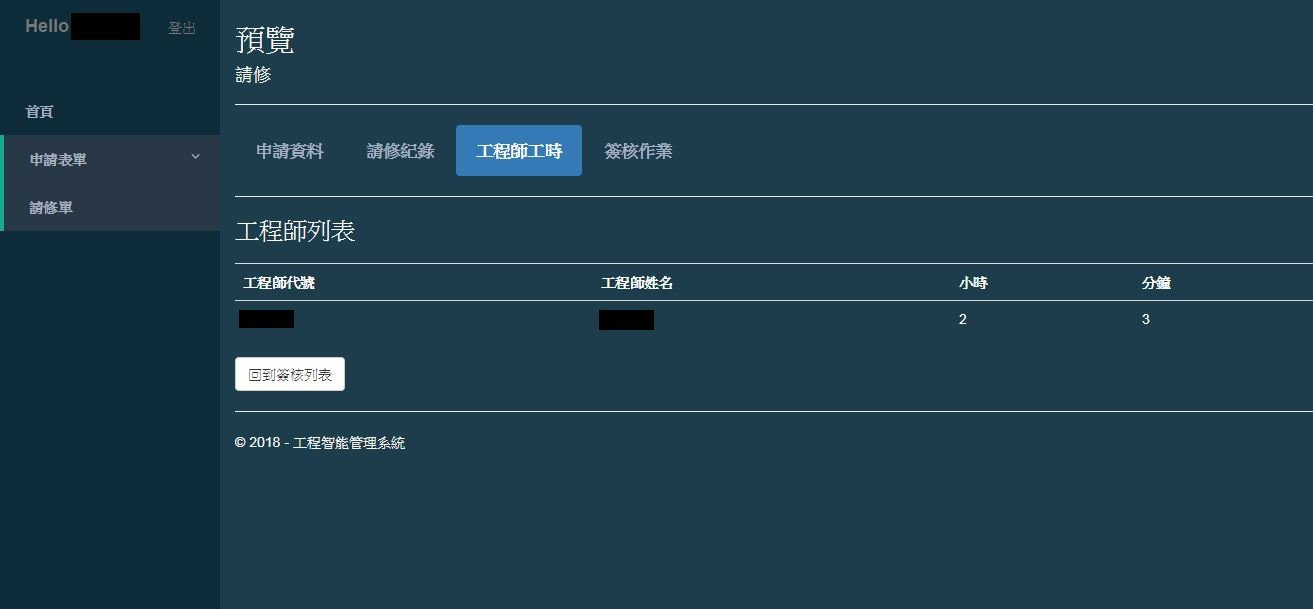 Hello 登出
首頁
申請表單
請修單
預覽
請修
申請資料 請修紀錄 工程師工時 簽核作業
工程師列表
工程師代號 工程師姓名 小時 分鐘
2 3
回到簽核列表
© 2018 - 工程智能管理系統